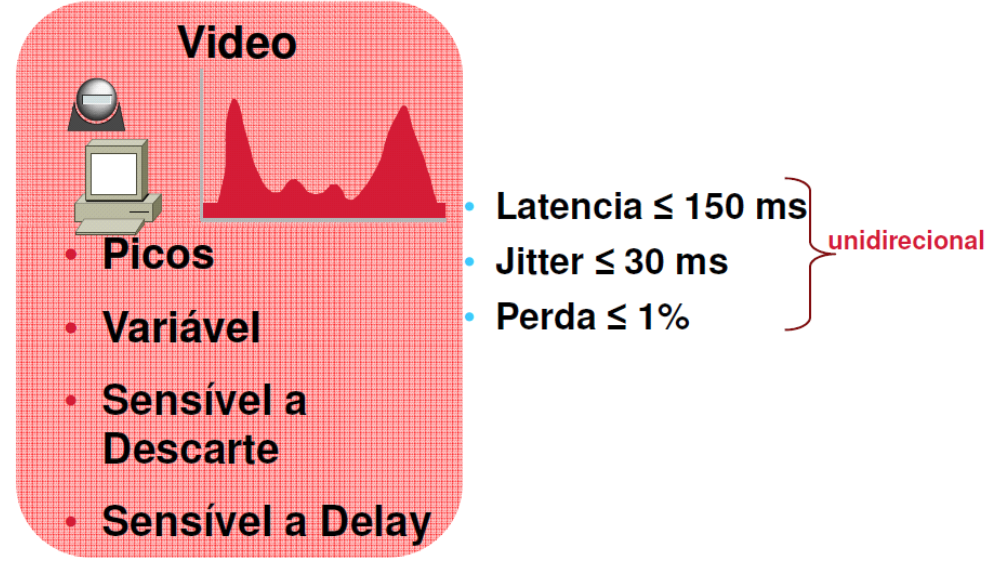 Video
• Picos
• Variável
• Sensível a
Descarte
• Sensível a Delay
• Latencia ≤ 150 ms
• Jitter ≤ 30 ms
• Perda ≤ 1%
unidirecional